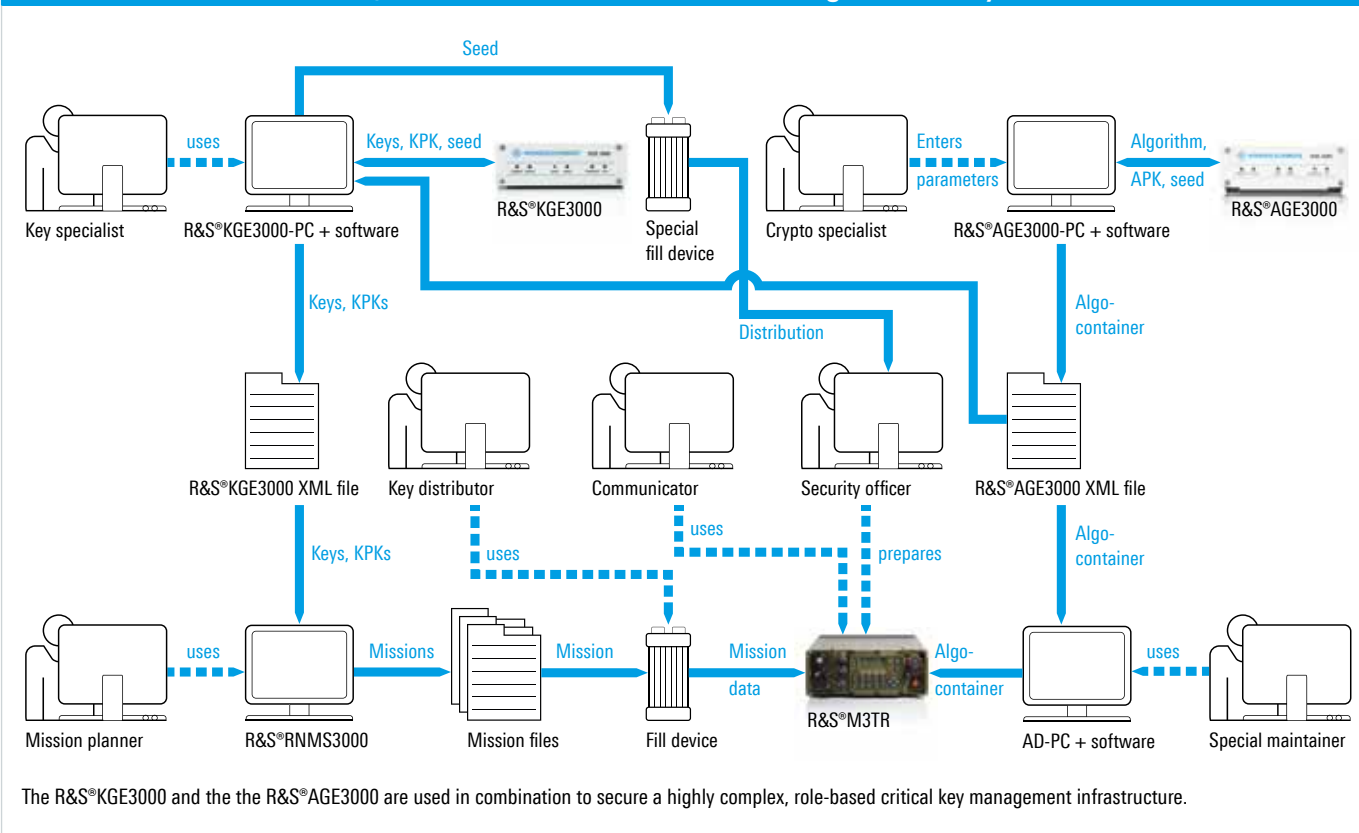 Seed
uses
Keys, KPK, seed
Enters
parameters
Algorithm,
APK, seed
Key specialist
R&S®KGE3000-PC + software
R&S®KGE3000
Special
fill device
Crypto specialist
R&S®AGE3000-PC + software
R&S®AGE3000
Keys, KPKs
Distribution
Algo-
container
R&S®KGE3000 XML file
Key distributor
Communicator
Security officer
R&S®AGE3000 XML file
Keys, KPKs
uses
uses
prepares
Algo-
container
uses
Missions
Mission
Mission
data
Algo-
container
uses
Mission planner
R&S®RNMS3000
Mission files
Fill device
R&S®M3TR
AD-PC + software
Special maintainer
The R&S®KGE3000 and the the R&S®AGE3000 are used in combination to secure a highly complex, role-based critical key management infrastructure.